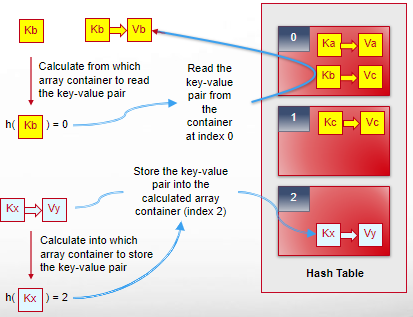 Kb
Kb Vb
Calculate from which
array container to read
the key-value pair
h( Kb ) = 0
Read the
key-value
pair from
the
container
at index 0
Kx Vy
Store the key-value
pair into the
calculated array
container (index 2)
Calculate into which
array container to store
the key-value pair
h( Kx ) = 2
0
Ka Va
Kb Vc
1
Kc Vc
2
Kx Vy
Hash Table